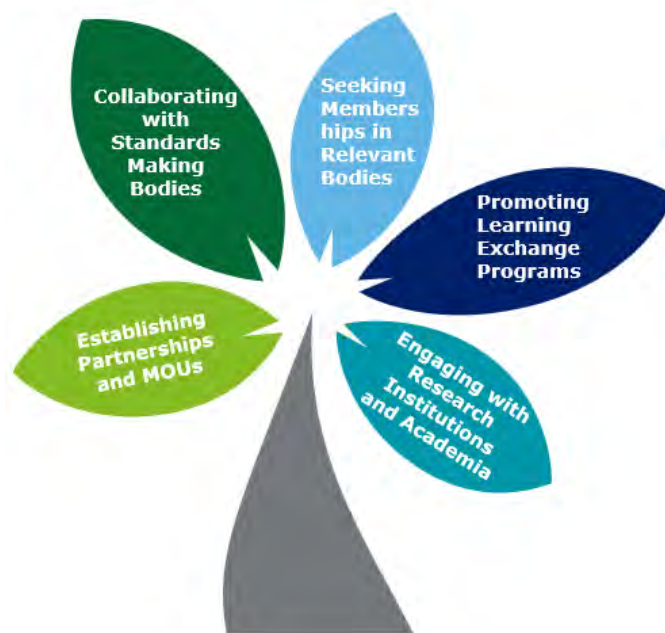 Collaborating
with
Standards
Making
Bodies
Seeking
Members
hips in
Relevant
Bodies
Promoting
Learning
Exchange
Programs
Establishing
Partnerships
and MOUs
Engaging with
Research
Institutions
and Academia